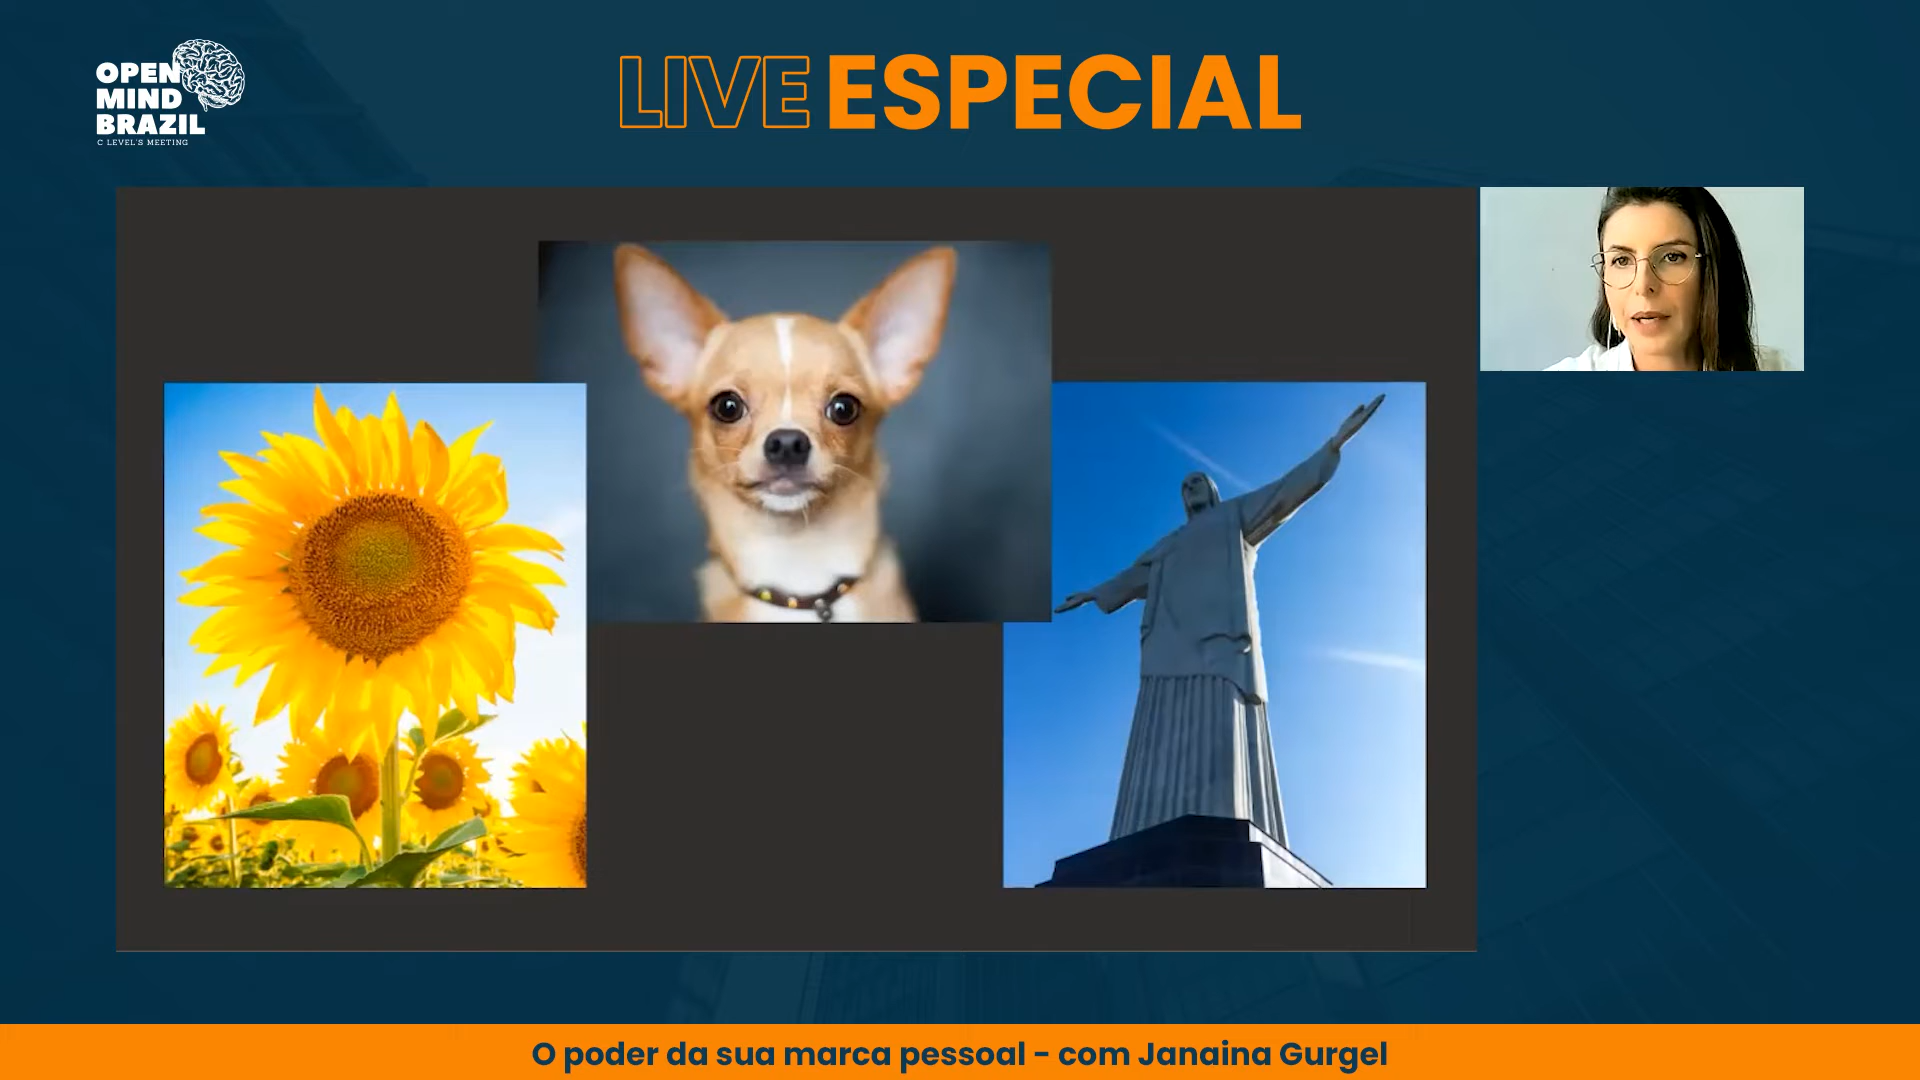 OPEN
MIND
BRAZIL
C LEVEL'S MEETING
LIVE ESPECIAL
O poder da sua marca pessoal - com Janaina Gurgel